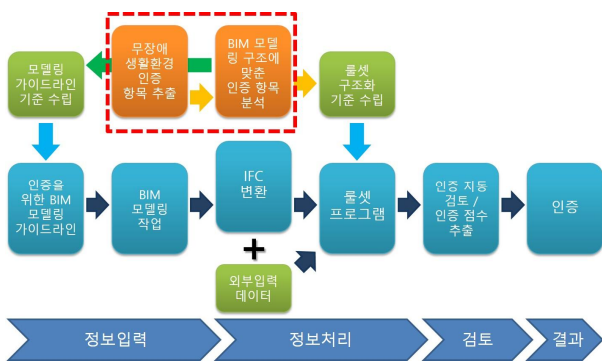 모델링
가이드라인
기준 수립
무장애
생활환경
인증
항목 추출
BIM 모델
링 구조에
맞춘
인증 항목
분석
룰셋
구조화
기준 수립
인증을
위한 BIM
모델링
가이드라인
BIM
모델링
작업
IFC
변환
+
외부입력
데이터
룰셋
프로그램
인증 자동
검토 /
인증 점수
추출
인증
정보입력
정보처리
검토
결과